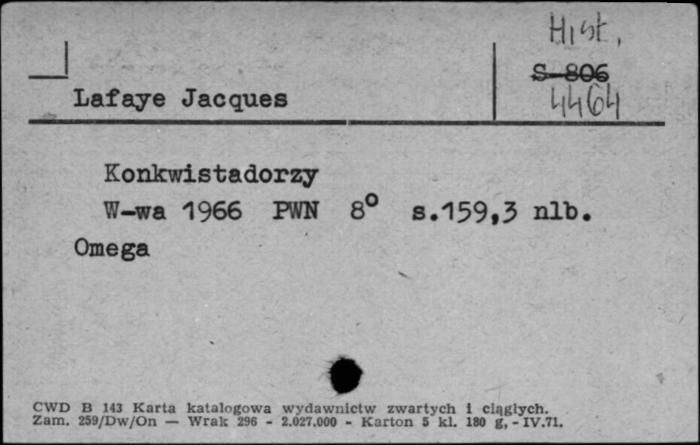 Hist,
S-806
4464
Lafaye Jacques
Konkwistadorzy
W-wa 1966 PWN 8° s.159,3 nlb.
Omega
CWD B 143 Karta katalogowa wydawnictw zwartych i ciągłych.
Zam. 259/Dw/On — Wrak 296 - 2.027.000 - Karton 5 kl. 180 g, - IV.71.